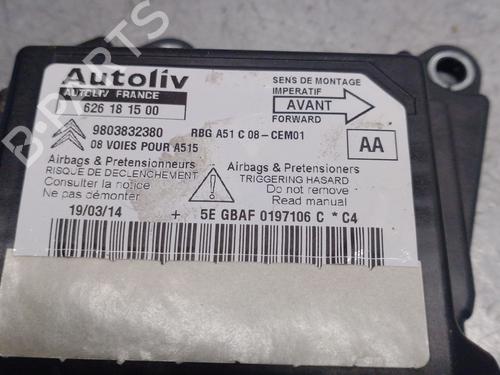 Autoliv
AUTOLIV FRANCE
626 18 15 00
SENS DE MONTAGE
IMPERATIF
AVANT
FORWARD
9803832380
RBG A51 C 08-CEM01
08 VOIES POUR A515
AA
Airbags & Pretensionneurs
RISQUE DE DECLENCHEMENT
Consulter la notice
Ne pas démonter
Airbags & Pretensioners
TRIGGERING HASARD
Do not remove
Read manual
19/03/14 + 5E GBAF 0197106 C * C4
B-PARTS